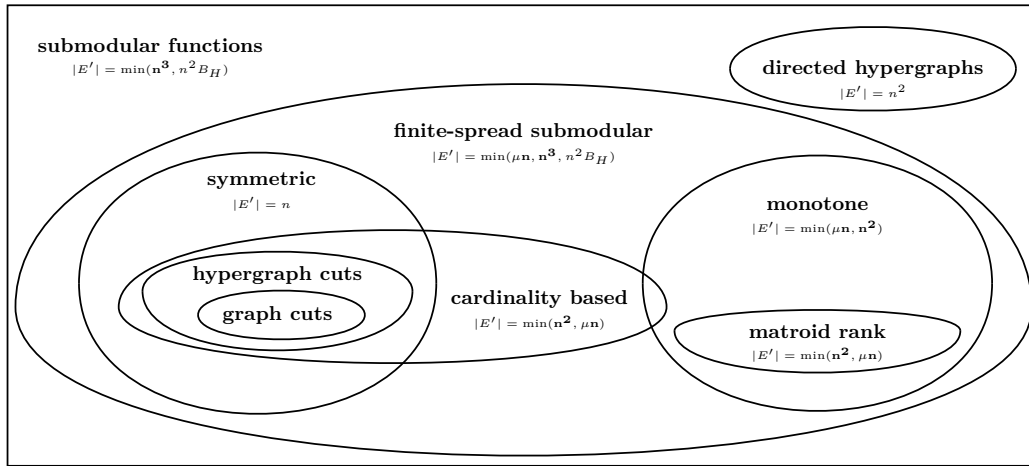 submodular functions
|E′| = min(n³, n²B_H)
directed hypergraphs
|E′| = n²
finite-spread submodular
|E′| = min(μn, n³, n²B_H)
symmetric
|E′| = n
monotone
|E′| = min(μn, n²)
hypergraph cuts
graph cuts
cardinality based
|E′| = min(n², μn)
matroid rank
|E′| = min(n², μn)